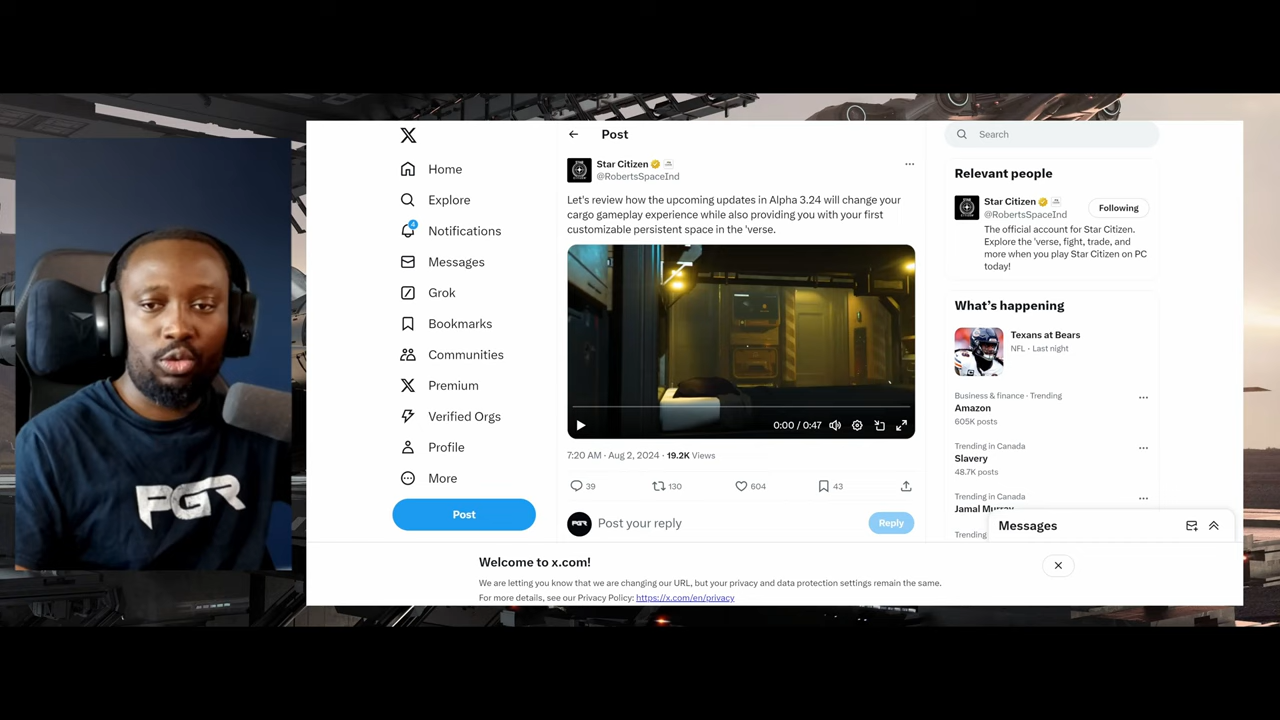 PGR
Home
Explore
4
Notifications
Messages
Grok
Bookmarks
Communities
Premium
Verified Orgs
Profile
More
Post
Post
Star Citizen
@RobertsSpaceInd
Let's review how the upcoming updates in Alpha 3.24 will change your
cargo gameplay experience while also providing you with your first
customizable persistent space in the 'verse.
0:00 / 0:47
7:20 AM · Aug 2, 2024 · 19.2K Views
39
130
604
43
PGR
Post your reply
Reply
Search
Relevant people
Star Citizen
@RobertsSpaceInd
Following
The official account for Star Citizen.
Explore the 'verse, fight, trade, and
more when you play Star Citizen on PC
today!
What's happening
Texans at Bears
NFL · Last night
Business & finance · Trending
Amazon
605K posts
Trending in Canada
Slavery
48.7K posts
Trending in Canada
Jamal Murray
Trending
Messages
Welcome to x.com!
We are letting you know that we are changing our URL, but your privacy and data protection settings remain the same.
For more details, see our Privacy Policy: https://x.com/en/privacy